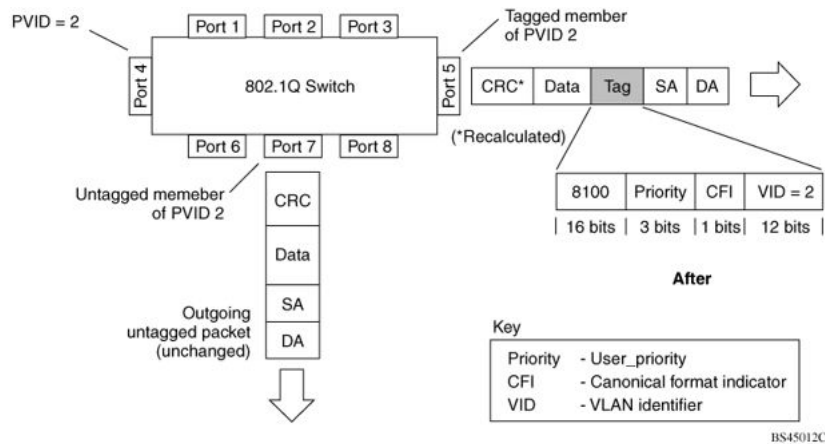 PVID = 2
Port 1
Port 2
Port 3
Tagged member
of PVID 2
Port 4
802.1Q Switch
Port 5
CRC*
Data
Tag
SA
DA
(*Recalculated)
Port 6
Port 7
Port 8
Untagged memeber
of PVID 2
CRC
Data
SA
DA
8100
Priority
CFI
VID = 2
16 bits
3 bits
1 bits
12 bits
After
Outgoing
untagged packet
(unchanged)
Key
Priority - User_priority
CFI - Canonical format indicator
VID - VLAN identifier
BS45012C